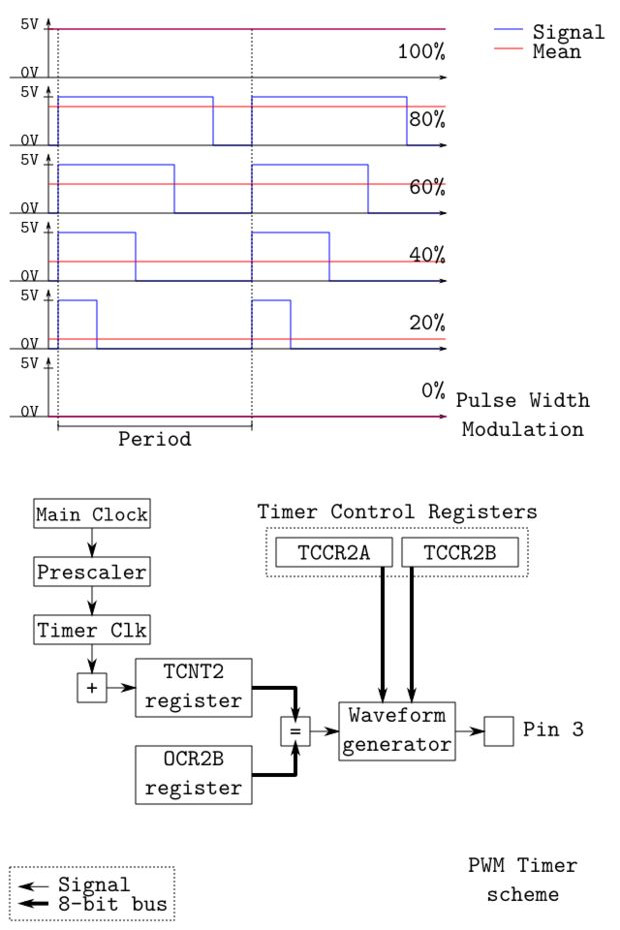 5V
0V
100%
Signal
Mean
5V
0V
80%
5V
0V
60%
5V
0V
40%
5V
0V
20%
5V
0V
0%
Pulse Width
Modulation
Period
Main Clock
Prescaler
Timer Clk
+
Timer Control Registers
TCCR2A
TCCR2B
TCNT2
register
OCR2B
register
=
Waveform
generator
Pin 3
Signal
8-bit bus
PWM Timer
scheme